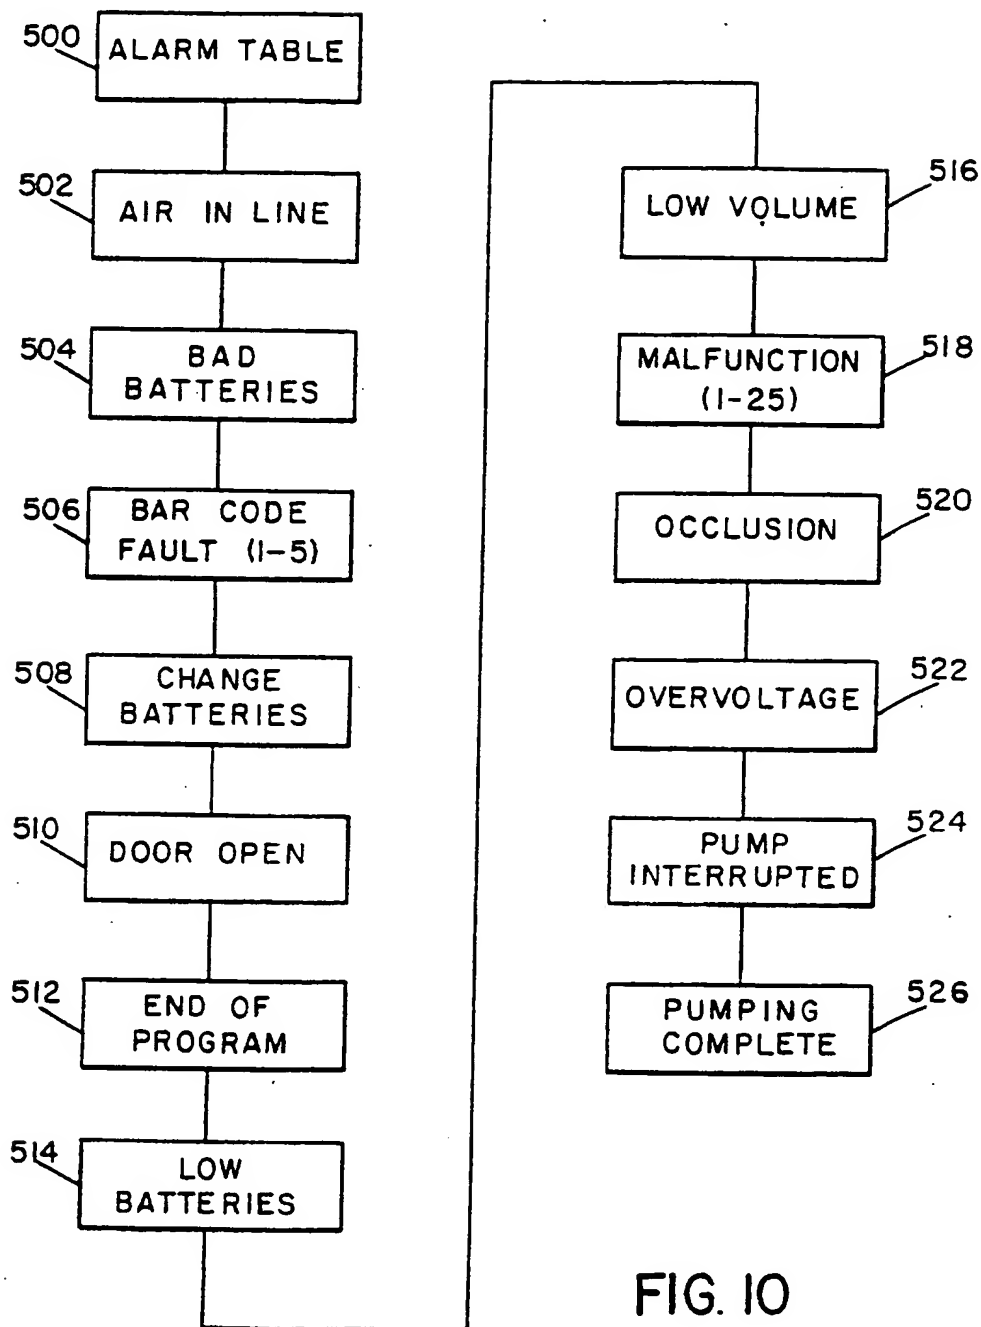 500
ALARM TABLE
502
AIR IN LINE
504
BAD
BATTERIES
506
BAR CODE
FAULT (1-5)
508
CHANGE
BATTERIES
510
DOOR OPEN
512
END OF
PROGRAM
514
LOW
BATTERIES
516
LOW VOLUME
518
MALFUNCTION
(1-25)
520
OCCLUSION
522
OVERVOLTAGE
524
PUMP
INTERRUPTED
526
PUMPING
COMPLETE
FIG. 10